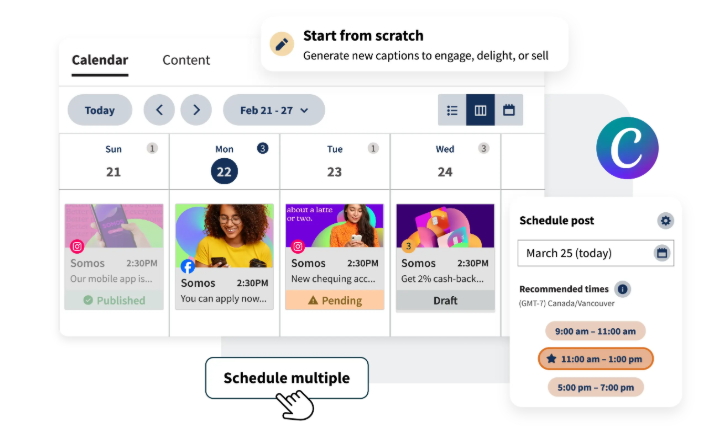 Start from scratch
Generate new captions to engage, delight, or sell
Calendar
Content
Today
Feb 21 - 27
Sun 1
21
Mon 3
22
Tue 1
23
Wed 3
24
Somos 2:30PM
Our mobile app is...
Published
Somos 2:30PM
You can apply now...
about a latte
or two.
Somos 2:30PM
New chequing acc...
Pending
3
Somos 2:30PM
Get 2% cash-back...
Draft
Schedule multiple
C
Schedule post
March 25 (today)
Recommended times
(GMT-7) Canada/Vancouver
9:00 am – 11:00 am
11:00 am – 1:00 pm
5:00 pm – 7:00 pm